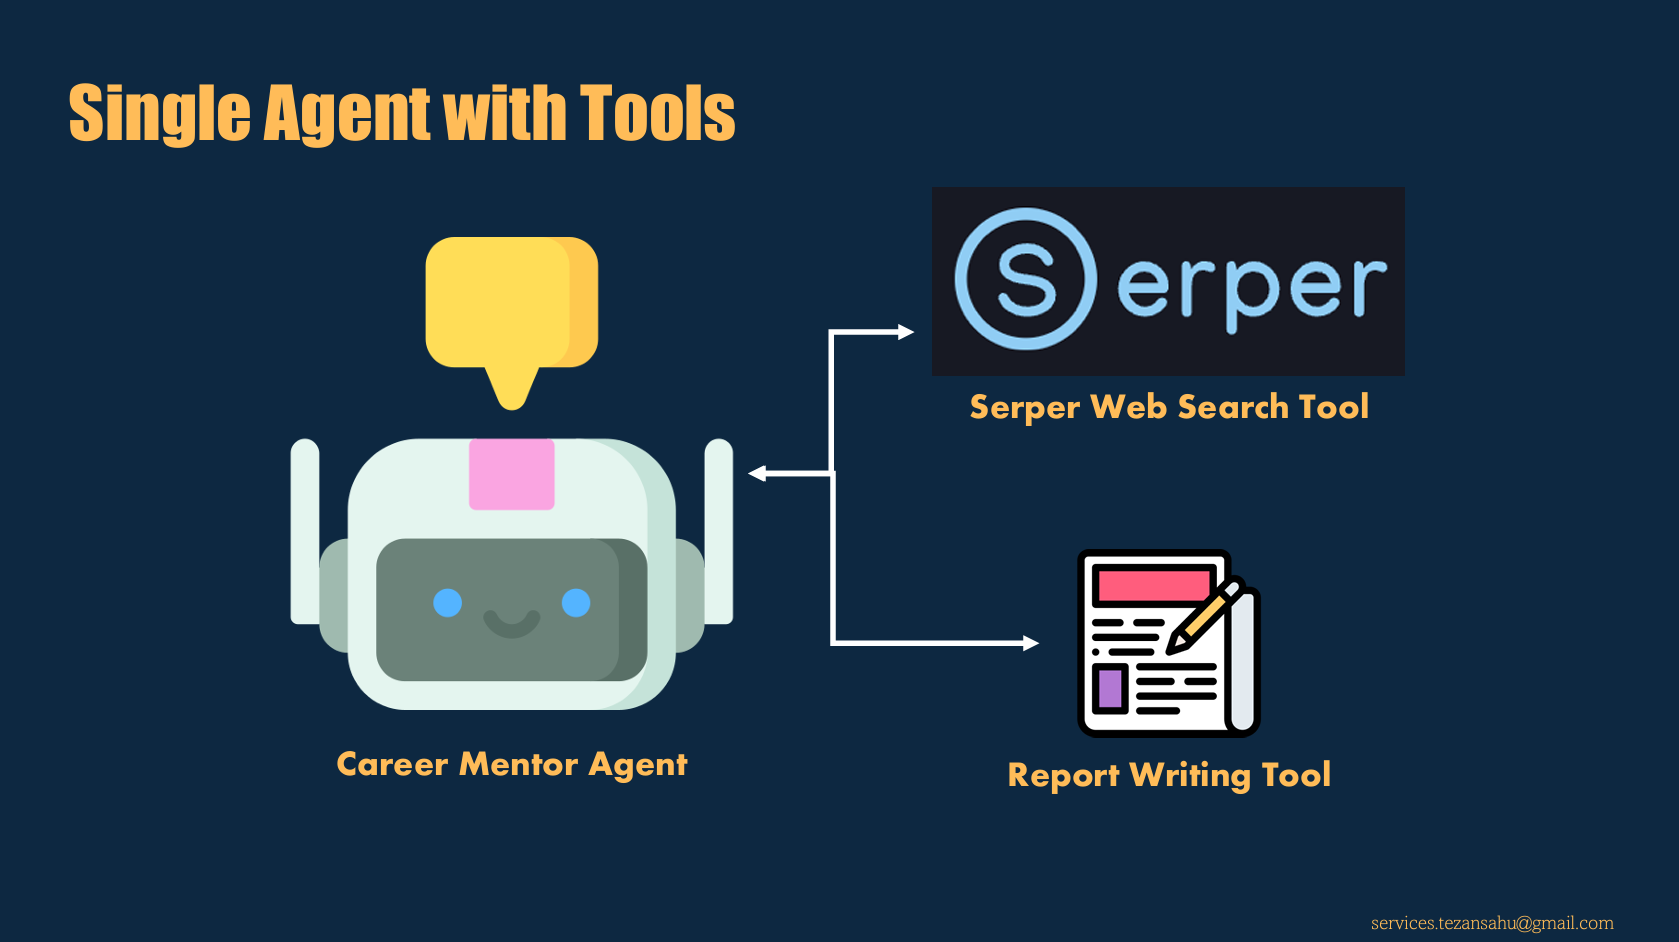 Single Agent with Tools
Serper
Serper Web Search Tool
Career Mentor Agent
Report Writing Tool
services.tezansahu@gmail.com